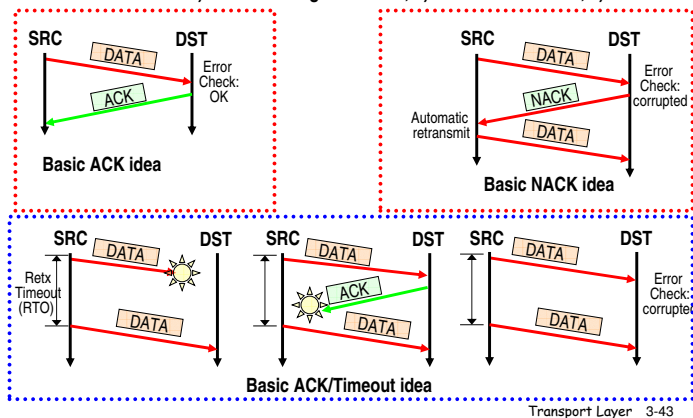 SRC DST
DATA
Error
Check:
OK
ACK
Basic ACK idea
SRC DST
DATA
Error
Check:
corrupted
NACK
Automatic
retransmit
DATA
Basic NACK idea
SRC DST
DATA
Retx
Timeout
(RTO)
DATA
SRC DST
DATA
ACK
DATA
SRC DST
DATA
Error
Check:
corrupted
DATA
Basic ACK/Timeout idea
Transport Layer 3-43